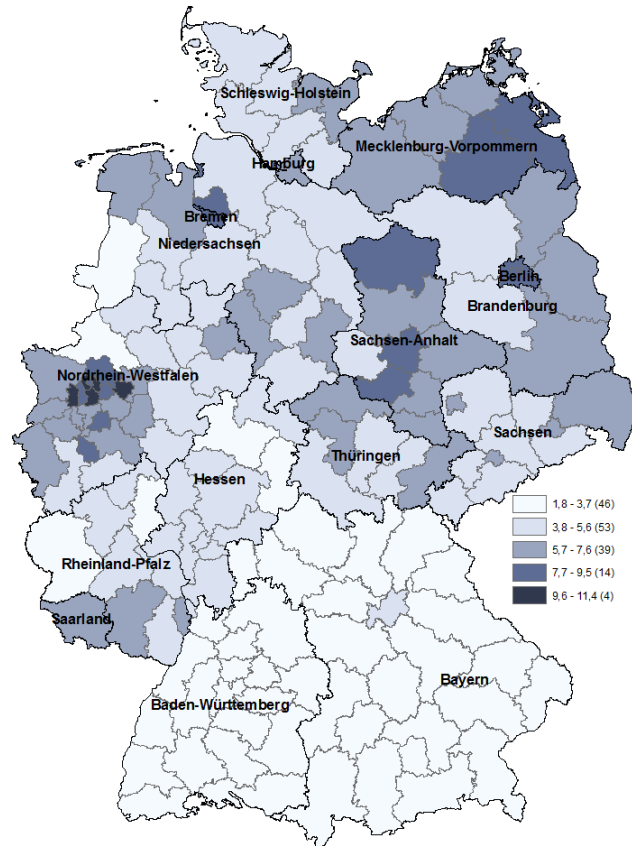 Schleswig-Holstein
Mecklenburg-Vorpommern
Hamburg
Bremen
Niedersachsen
Berlin
Brandenburg
Sachsen-Anhalt
Nordrhein-Westfalen
Sachsen
Thüringen
Hessen
1,8 - 3,7 (46)
3,8 - 5,6 (53)
5,7 - 7,6 (39)
7,7 - 9,5 (14)
9,6 - 11,4 (4)
Rheinland-Pfalz
Saarland
Bayern
Baden-Württemberg